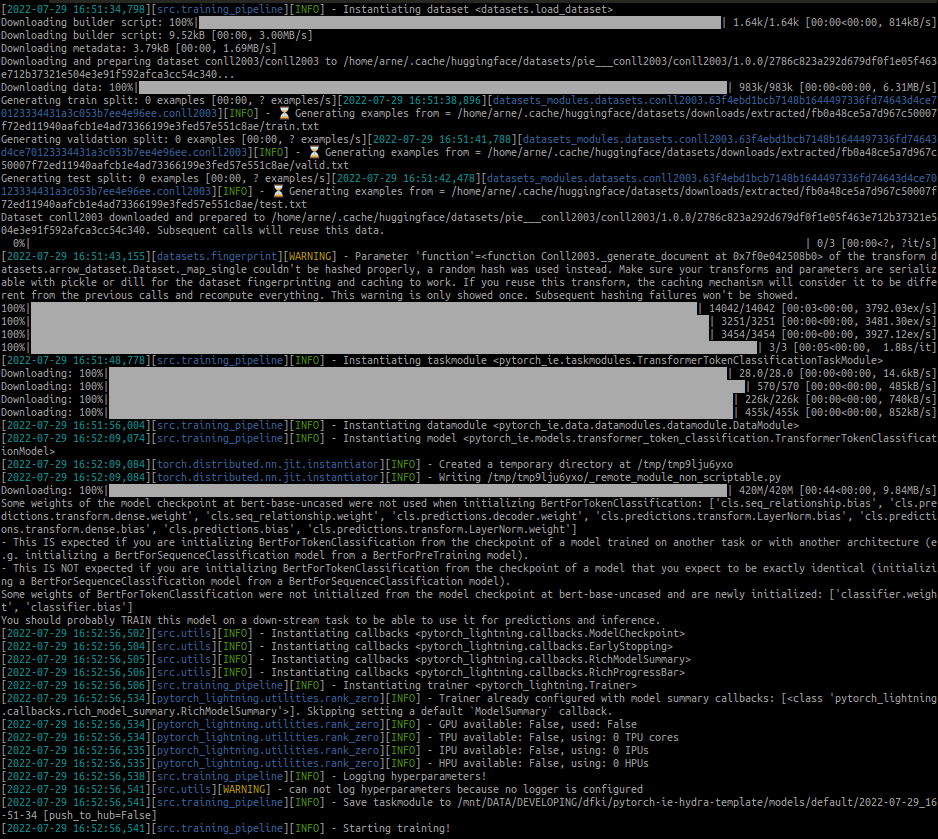 [2022-07-29 16:51:34,798][src.training_pipeline][INFO] - Instantiating dataset <datasets.load_dataset>
Downloading builder script: 100%| | 1.64k/1.64k [00:00<00:00, 814kB/s]
Downloading builder script: 9.52kB [00:00, 3.00MB/s]
Downloading metadata: 3.79kB [00:00, 1.69MB/s]
Downloading and preparing dataset conll2003/conll2003 to /home/arne/.cache/huggingface/datasets/pie___conll2003/conll2003/1.0.0/2786c823a292d679df0f1e05f463
e712b37321e504e3e91f592afca3cc54c340...
Downloading data: 100%| | 983k/983k [00:00<00:00, 6.31MB/s]
Generating train split: 0 examples [00:00, ? examples/s][2022-07-29 16:51:38,896][datasets_modules.datasets.conll2003.63f4ebd1bcb7148b1644497336fd74643d4ce7
0123334431a3c053b7ee4e96ee.conll2003][INFO] - ⏳ Generating examples from = /home/arne/.cache/huggingface/datasets/downloads/extracted/fb0a48ce5a7d967c50007
f72ed11940aafcb1e4ad73366199e3fed57e551c8ae/train.txt
Generating validation split: 0 examples [00:00, ? examples/s][2022-07-29 16:51:41,788][datasets_modules.datasets.conll2003.63f4ebd1bcb7148b1644497336fd74643
d4ce70123334431a3c053b7ee4e96ee.conll2003][INFO] - ⏳ Generating examples from = /home/arne/.cache/huggingface/datasets/downloads/extracted/fb0a48ce5a7d967c
50007f72ed11940aafcb1e4ad73366199e3fed57e551c8ae/valid.txt
Generating test split: 0 examples [00:00, ? examples/s][2022-07-29 16:51:42,478][datasets_modules.datasets.conll2003.63f4ebd1bcb7148b1644497336fd74643d4ce70
123334431a3c053b7ee4e96ee.conll2003][INFO] - ⏳ Generating examples from = /home/arne/.cache/huggingface/datasets/downloads/extracted/fb0a48ce5a7d967c50007f
72ed11940aafcb1e4ad73366199e3fed57e551c8ae/test.txt
Dataset conll2003 downloaded and prepared to /home/arne/.cache/huggingface/datasets/pie___conll2003/conll2003/1.0.0/2786c823a292d679df0f1e05f463e712b37321e5
04e3e91f592afca3cc54c340. Subsequent calls will reuse this data.
0%| | 0/3 [00:00<?, ?it/s]
[2022-07-29 16:51:43,155][datasets.fingerprint][WARNING] - Parameter 'function'=<function Conll2003._generate_document at 0x7f0e042508b0> of the transform d
atasets.arrow_dataset.Dataset._map_single couldn't be hashed properly, a random hash was used instead. Make sure your transforms and parameters are serializ
able with pickle or dill for the dataset fingerprinting and caching to work. If you reuse this transform, the caching mechanism will consider it to be diffe
rent from the previous calls and recompute everything. This warning is only showed once. Subsequent hashing failures won't be showed.
100%| | 14042/14042 [00:03<00:00, 3792.03ex/s]
100%| | 3251/3251 [00:00<00:00, 3481.30ex/s]
100%| | 3454/3454 [00:00<00:00, 3927.12ex/s]
100%| | 3/3 [00:05<00:00, 1.88s/it]
[2022-07-29 16:51:48,778][src.training_pipeline][INFO] - Instantiating taskmodule <pytorch_ie.taskmodules.TransformerTokenClassificationTaskModule>
Downloading: 100%| | 28.0/28.0 [00:00<00:00, 14.6kB/s]
Downloading: 100%| | 570/570 [00:00<00:00, 485kB/s]
Downloading: 100%| | 226k/226k [00:00<00:00, 740kB/s]
Downloading: 100%| | 455k/455k [00:00<00:00, 852kB/s]
[2022-07-29 16:51:56,004][src.training_pipeline][INFO] - Instantiating datamodule <pytorch_ie.data.datamodules.datamodule.DataModule>
[2022-07-29 16:52:09,074][src.training_pipeline][INFO] - Instantiating model <pytorch_ie.models.transformer_token_classification.TransformerTokenClassificat
ionModel>
[2022-07-29 16:52:09,084][torch.distributed.nn.jit.instantiator][INFO] - Created a temporary directory at /tmp/tmp9lju6yxo
[2022-07-29 16:52:09,084][torch.distributed.nn.jit.instantiator][INFO] - Writing /tmp/tmp9lju6yxo/_remote_module_non_scriptable.py
Downloading: 100%| | 420M/420M [00:44<00:00, 9.84MB/s]
Some weights of the model checkpoint at bert-base-uncased were not used when initializing BertForTokenClassification: ['cls.seq_relationship.bias', 'cls.pre
dictions.transform.dense.weight', 'cls.seq_relationship.weight', 'cls.predictions.decoder.weight', 'cls.predictions.transform.LayerNorm.bias', 'cls.predicti
ons.transform.dense.bias', 'cls.predictions.bias', 'cls.predictions.transform.LayerNorm.weight']
- This IS expected if you are initializing BertForTokenClassification from the checkpoint of a model trained on another task or with another architecture (e
.g. initializing a BertForSequenceClassification model from a BertForPreTraining model).
- This IS NOT expected if you are initializing BertForTokenClassification from the checkpoint of a model that you expect to be exactly identical (initializi
ng a BertForSequenceClassification model from a BertForSequenceClassification model).
Some weights of BertForTokenClassification were not initialized from the model checkpoint at bert-base-uncased and are newly initialized: ['classifier.weigh
t', 'classifier.bias']
You should probably TRAIN this model on a down-stream task to be able to use it for predictions and inference.
[2022-07-29 16:52:56,502][src.utils][INFO] - Instantiating callbacks <pytorch_lightning.callbacks.ModelCheckpoint>
[2022-07-29 16:52:56,504][src.utils][INFO] - Instantiating callbacks <pytorch_lightning.callbacks.EarlyStopping>
[2022-07-29 16:52:56,505][src.utils][INFO] - Instantiating callbacks <pytorch_lightning.callbacks.RichModelSummary>
[2022-07-29 16:52:56,506][src.utils][INFO] - Instantiating callbacks <pytorch_lightning.callbacks.RichProgressBar>
[2022-07-29 16:52:56,506][src.training_pipeline][INFO] - Instantiating trainer <pytorch_lightning.Trainer>
[2022-07-29 16:52:56,534][pytorch_lightning.utilities.rank_zero][INFO] - Trainer already configured with model summary callbacks: [<class 'pytorch_lightning
.callbacks.rich_model_summary.RichModelSummary'>]. Skipping setting a default `ModelSummary` callback.
[2022-07-29 16:52:56,534][pytorch_lightning.utilities.rank_zero][INFO] - GPU available: False, used: False
[2022-07-29 16:52:56,534][pytorch_lightning.utilities.rank_zero][INFO] - TPU available: False, using: 0 TPU cores
[2022-07-29 16:52:56,535][pytorch_lightning.utilities.rank_zero][INFO] - IPU available: False, using: 0 IPUs
[2022-07-29 16:52:56,535][pytorch_lightning.utilities.rank_zero][INFO] - HPU available: False, using: 0 HPUs
[2022-07-29 16:52:56,538][src.training_pipeline][INFO] - Logging hyperparameters!
[2022-07-29 16:52:56,541][src.utils][WARNING] - can not log hyperparameters because no logger is configured
[2022-07-29 16:52:56,541][src.training_pipeline][INFO] - Save taskmodule to /mnt/DATA/DEVELOPING/dfki/pytorch-ie-hydra-template/models/default/2022-07-29_16
-51-34 [push_to_hub=False]
[2022-07-29 16:52:56,541][src.training_pipeline][INFO] - Starting training!